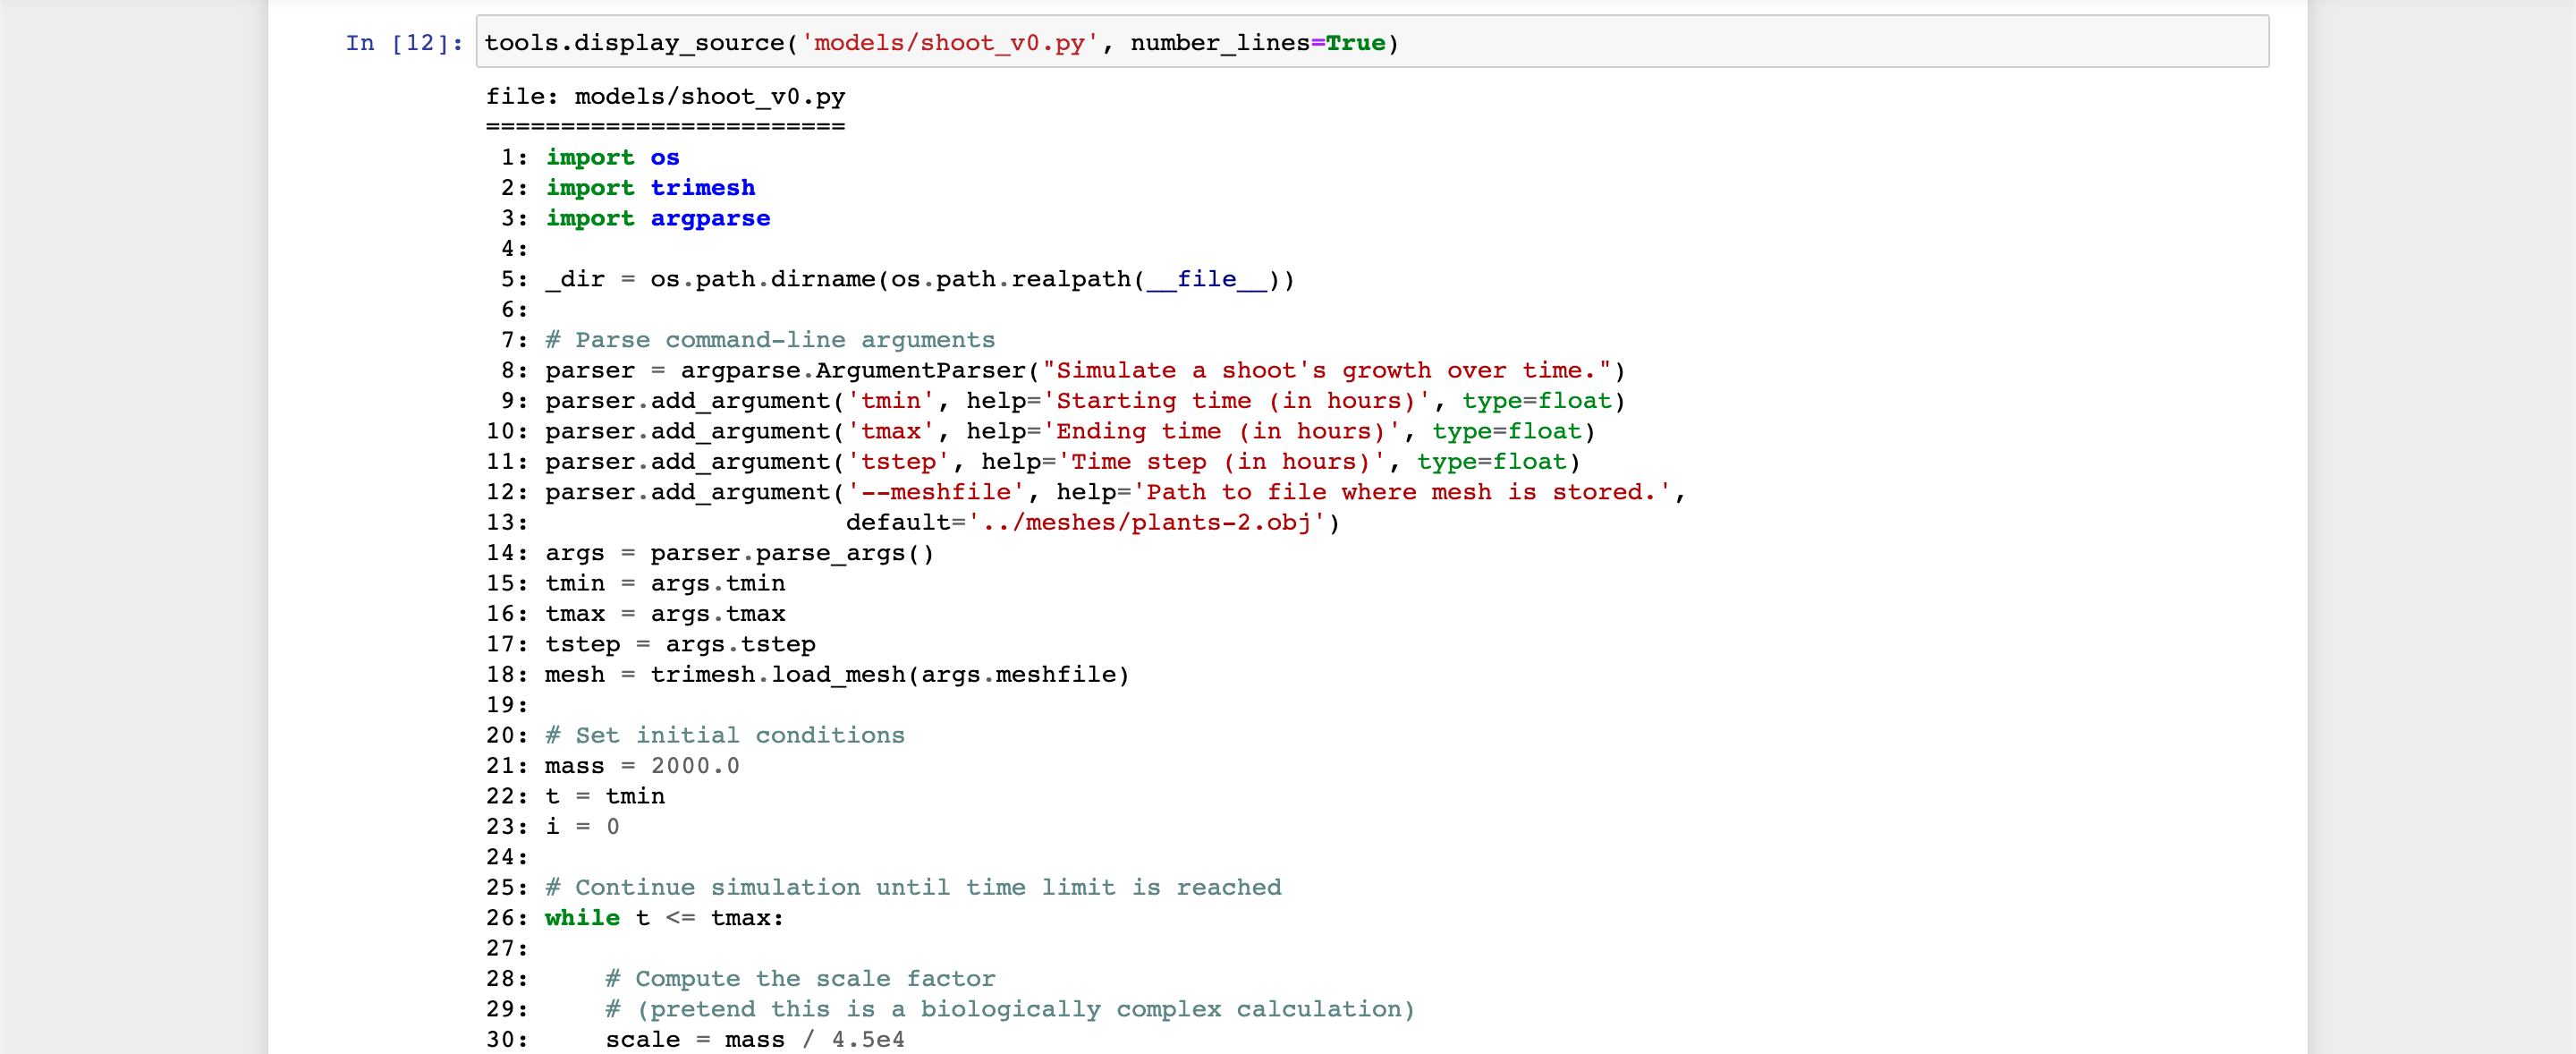 In [12]: tools.display_source('models/shoot_v0.py', number_lines=True)
file: models/shoot_v0.py
========================
1: import os
2: import trimesh
3: import argparse
4:
5: _dir = os.path.dirname(os.path.realpath(__file__))
6:
7: # Parse command-line arguments
8: parser = argparse.ArgumentParser("Simulate a shoot's growth over time.")
9: parser.add_argument('tmin', help='Starting time (in hours)', type=float)
10: parser.add_argument('tmax', help='Ending time (in hours)', type=float)
11: parser.add_argument('tstep', help='Time step (in hours)', type=float)
12: parser.add_argument('--meshfile', help='Path to file where mesh is stored.',
13:                     default='../meshes/plants-2.obj')
14: args = parser.parse_args()
15: tmin = args.tmin
16: tmax = args.tmax
17: tstep = args.tstep
18: mesh = trimesh.load_mesh(args.meshfile)
19:
20: # Set initial conditions
21: mass = 2000.0
22: t = tmin
23: i = 0
24:
25: # Continue simulation until time limit is reached
26: while t <= tmax:
27:
28:     # Compute the scale factor
29:     # (pretend this is a biologically complex calculation)
30:     scale = mass / 4.5e4